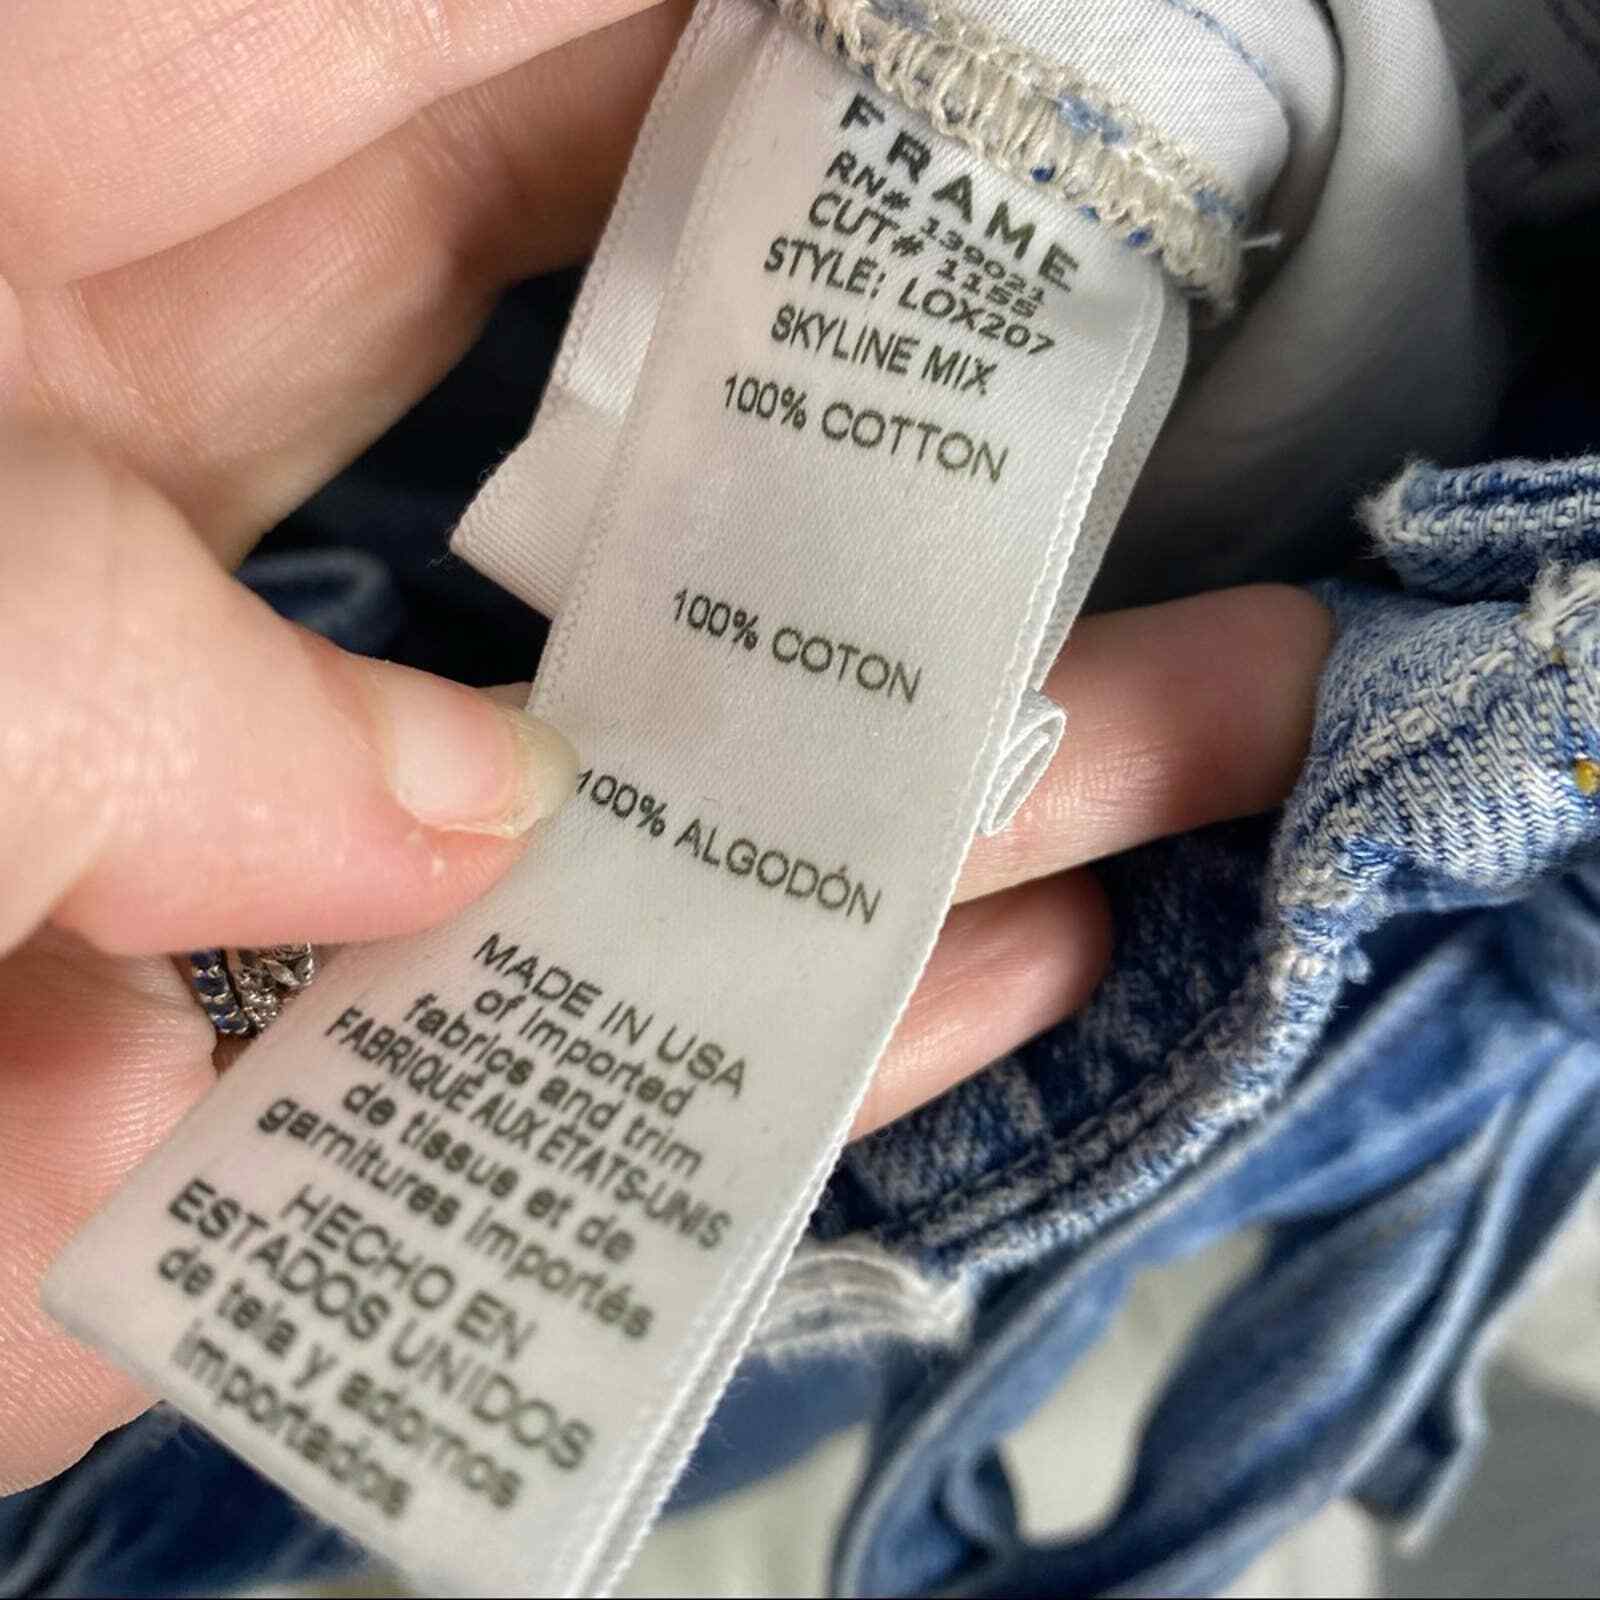 FRAME
RN# 139021
CUT# 1155
STYLE: LOX207
SKYLINE MIX
100% COTTON
100% COTON
100% ALGODÓN
MADE IN USA
of imported
fabrics and trim
FABRIQUÉ AUX ÉTATS-UNIS
de tissus et de
garnitures importés
HECHO EN
ESTADOS UNIDOS
de tela y adornos
importados